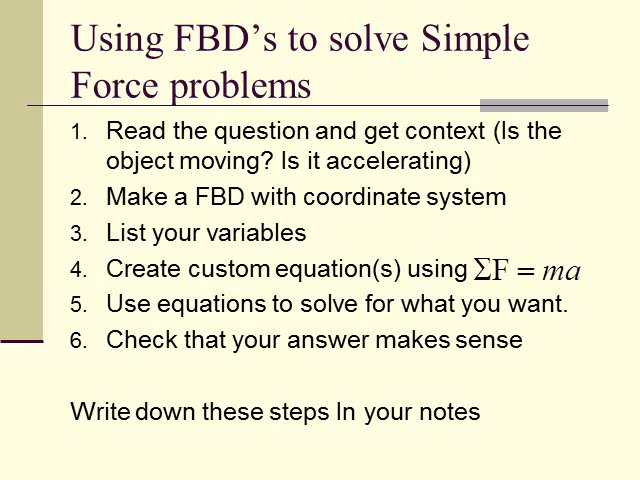 Using FBD's to solve Simple
Force problems
1. Read the question and get context (Is the
object moving? Is it accelerating)
2. Make a FBD with coordinate system
3. List your variables
4. Create custom equation(s) using ΣF = ma
5. Use equations to solve for what you want.
6. Check that your answer makes sense
Write down these steps In your notes